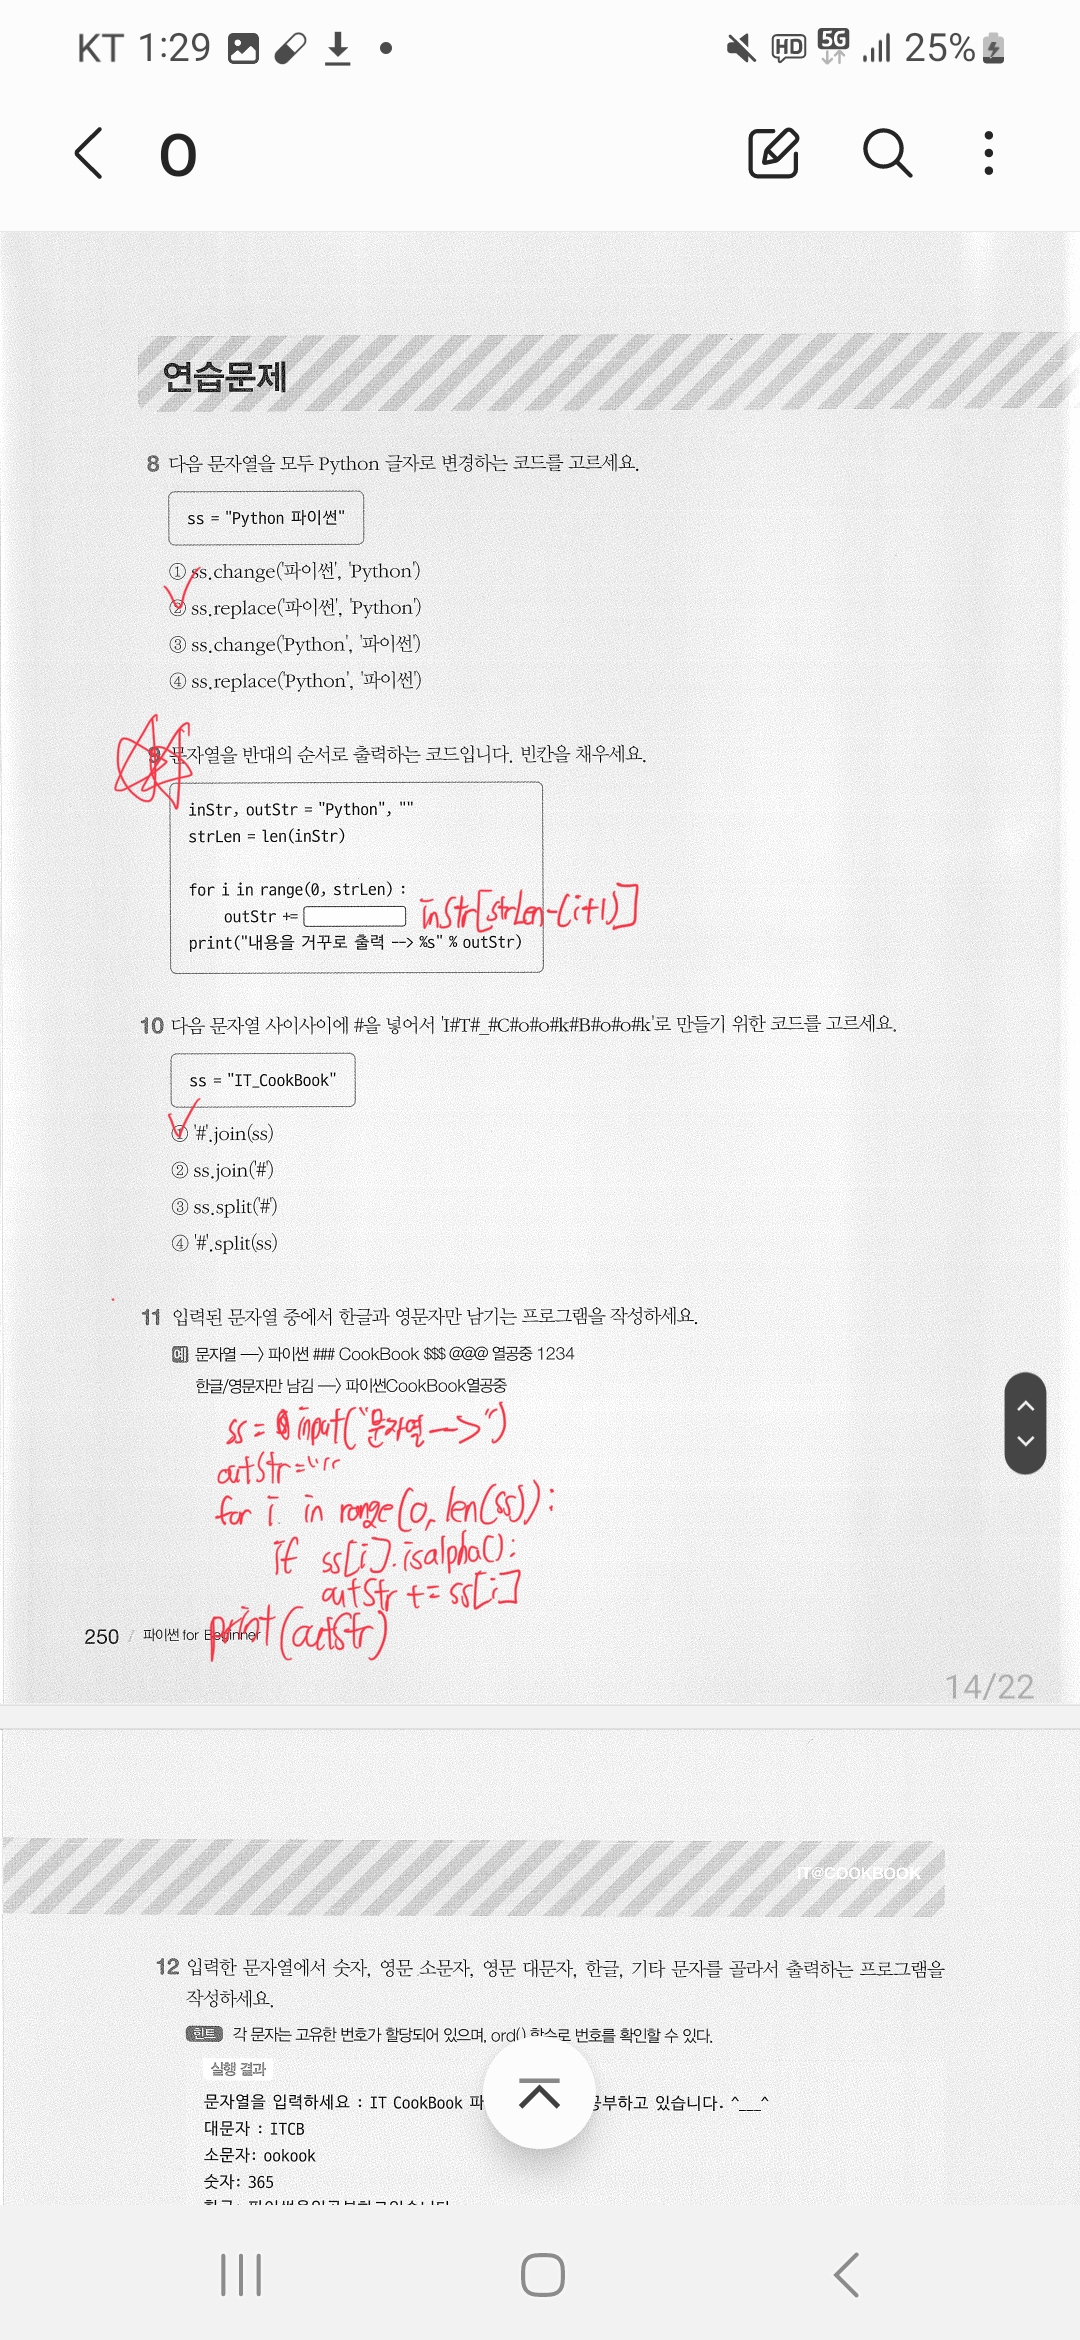 KT 1:29
HD 5G 25%
0
연습문제
8 다음 문자열을 모두 Python 글자로 변경하는 코드를 고르세요.
ss = "Python 파이썬"
① ss.change('파이썬', 'Python')
② ss.replace('파이썬', 'Python')
③ ss.change('Python', '파이썬')
④ ss.replace('Python', '파이썬')
9 문자열을 반대의 순서로 출력하는 코드입니다. 빈칸을 채우세요.
inStr, outStr = "Python", ""
strLen = len(inStr)
for i in range(0, strLen) :
outStr += inStr[strLen-(i+1)]
print("내용을 거꾸로 출력 --> %s" % outStr)
10 다음 문자열 사이사이에 #을 넣어서 'I#T#_#C#o#o#k#B#o#o#k'로 만들기 위한 코드를 고르세요.
ss = "IT_CookBook"
① '#'.join(ss)
② ss.join('#')
③ ss.split('#')
④ '#'.split(ss)
11 입력된 문자열 중에서 한글과 영문자만 남기는 프로그램을 작성하세요.
예 문자열 —> 파이썬 ### CookBook $$$ @@@ 열공중 1234
한글/영문자만 남김 —> 파이썬CookBook열공중
ss = input("문자열-->")
outStr=""
for i in range(0, len(ss)):
if ss[i].isalpha():
outStr += ss[i]
print(outStr)
250 / 파이썬 for Beginner
14/22
IT@COOKBOOK
12 입력한 문자열에서 숫자, 영문 소문자, 영문 대문자, 한글, 기타 문자를 골라서 출력하는 프로그램을
작성하세요.
힌트 각 문자는 고유한 번호가 할당되어 있으며, ord() 함수로 번호를 확인할 수 있다.
실행 결과
문자열을 입력하세요 : IT CookBook 파 공부하고 있습니다. ^___^
대문자 : ITCB
소문자: ookook
숫자: 365